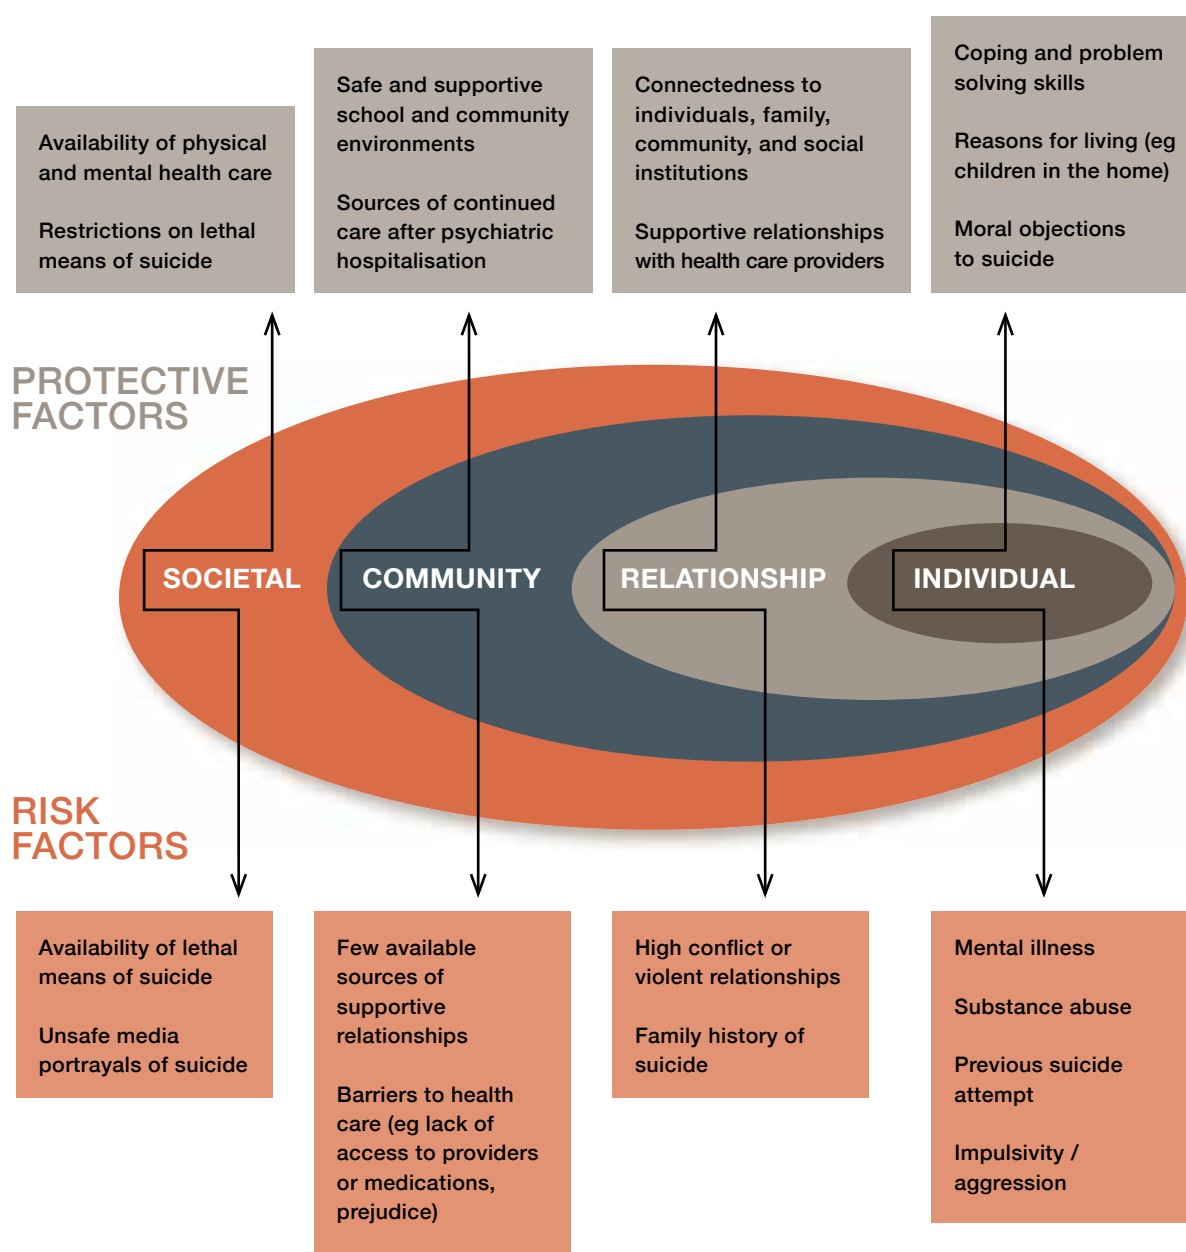 Availability of physical
and mental health care
Restrictions on lethal
means of suicide
Safe and supportive
school and community
environments
Sources of continued
care after psychiatric
hospitalisation
Connectedness to
individuals, family,
community, and social
institutions
Supportive relationships
with health care providers
Coping and problem
solving skills
Reasons for living (eg
children in the home)
Moral objections
to suicide
PROTECTIVE
FACTORS
SOCIETAL
COMMUNITY
RELATIONSHIP
INDIVIDUAL
RISK
FACTORS
Availability of lethal
means of suicide
Unsafe media
portrayals of suicide
Few available
sources of
supportive
relationships
Barriers to health
care (eg lack of
access to providers
or medications,
prejudice)
High conflict or
violent relationships
Family history of
suicide
Mental illness
Substance abuse
Previous suicide
attempt
Impulsivity /
aggression